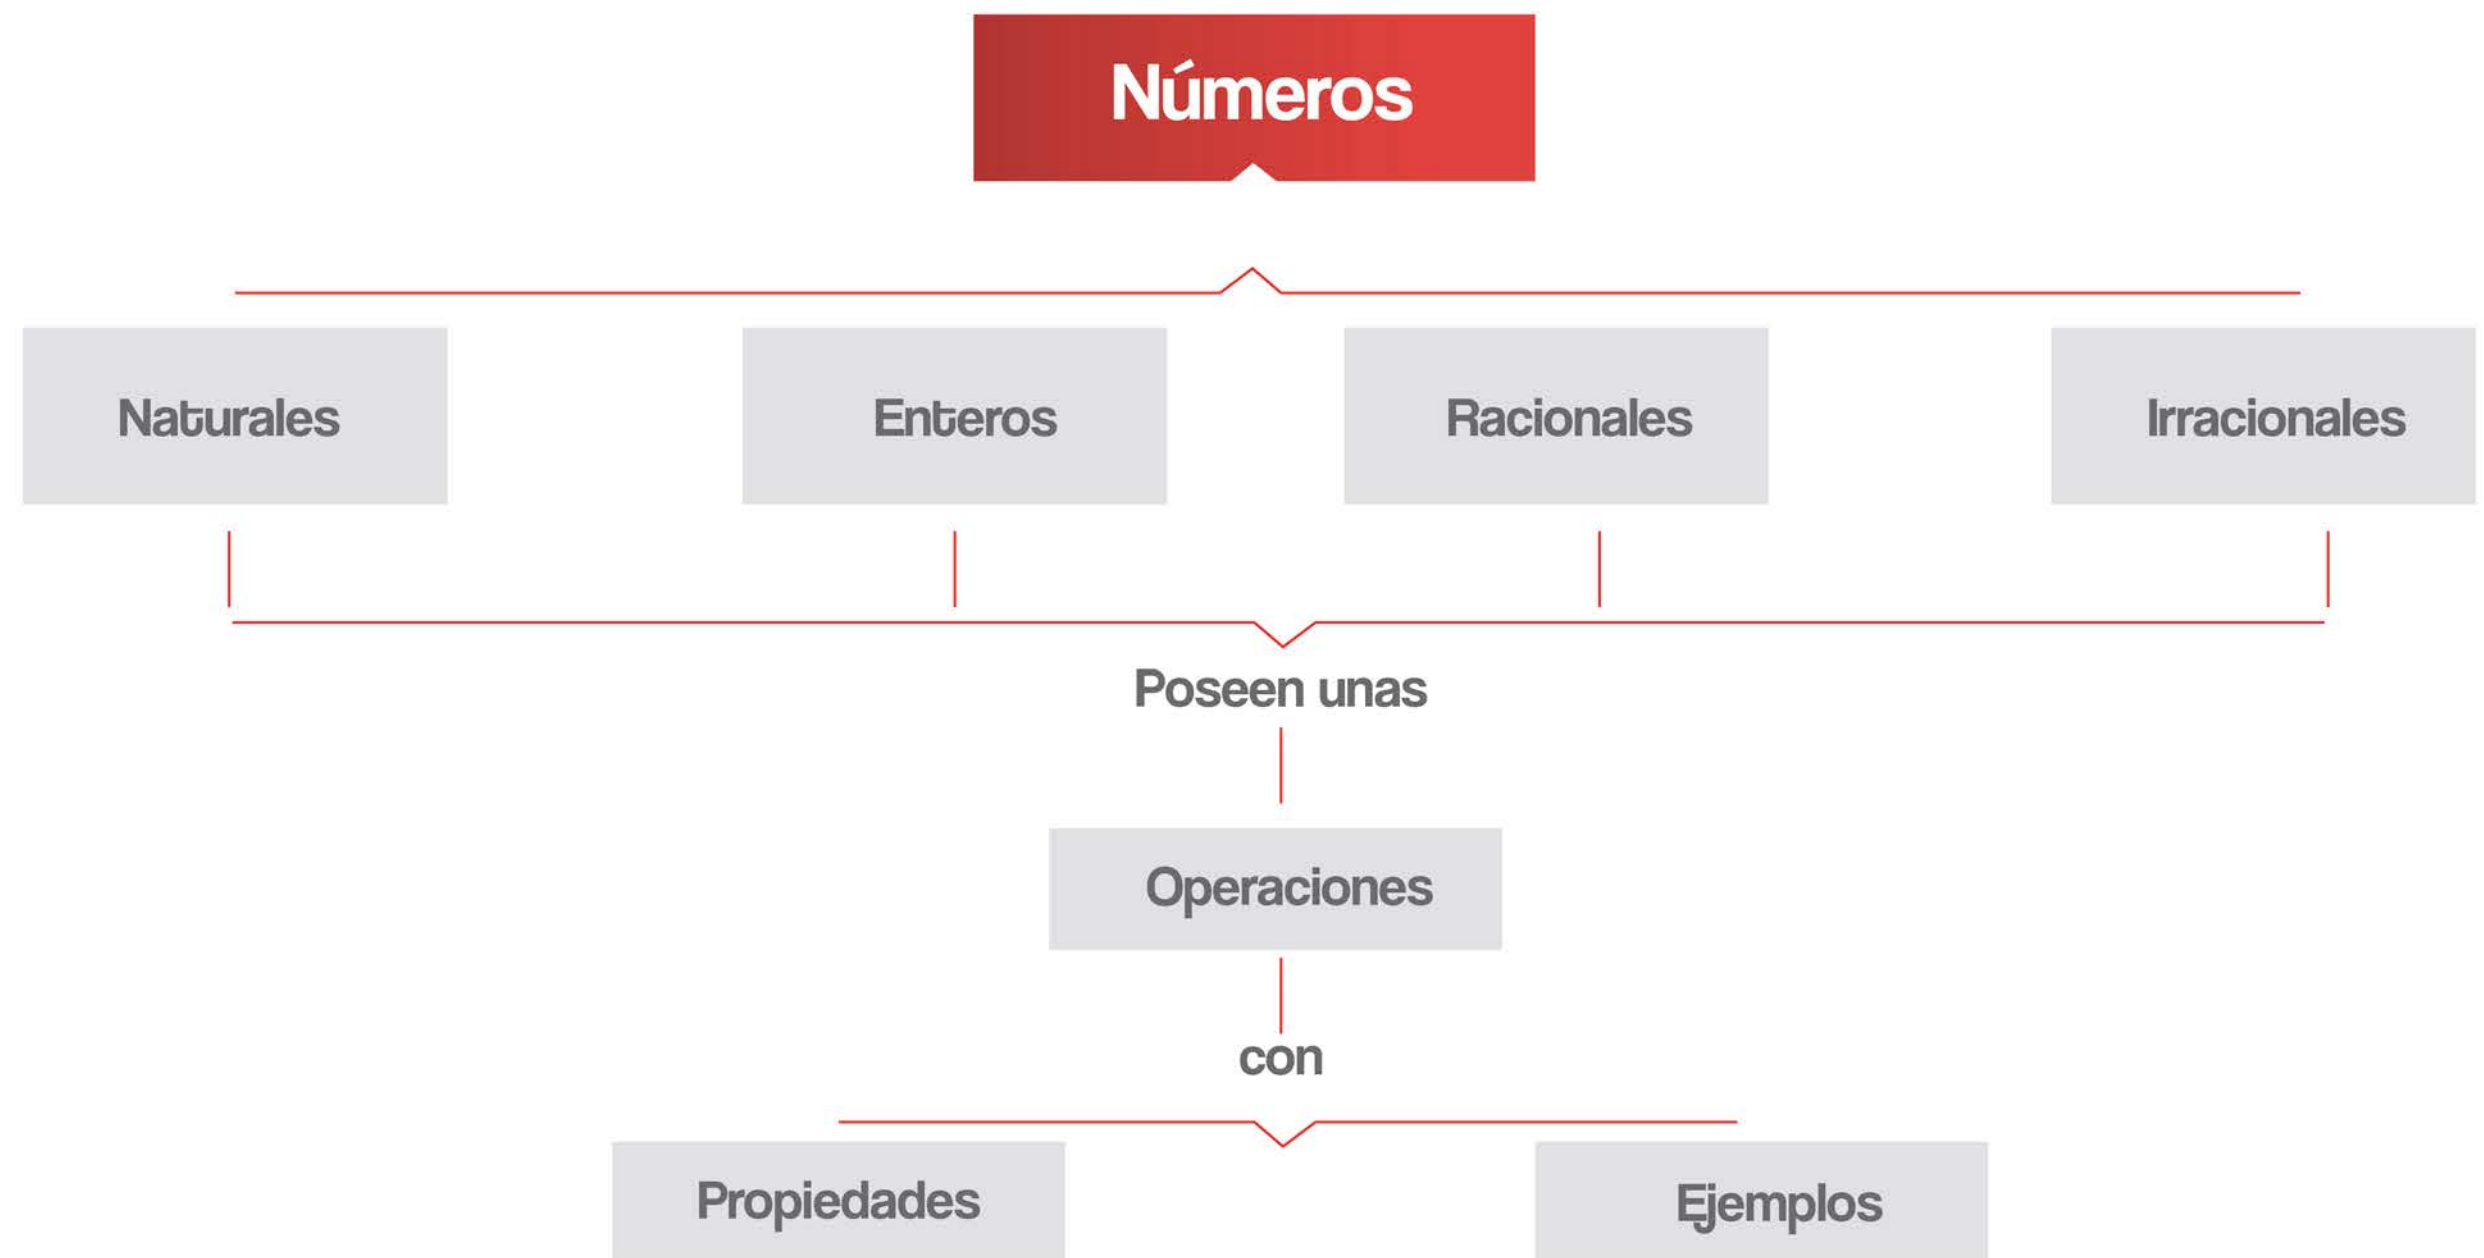 Números
Naturales
Enteros
Racionales
Irracionales
Poseen unas
Operaciones
con
Propiedades
Ejemplos